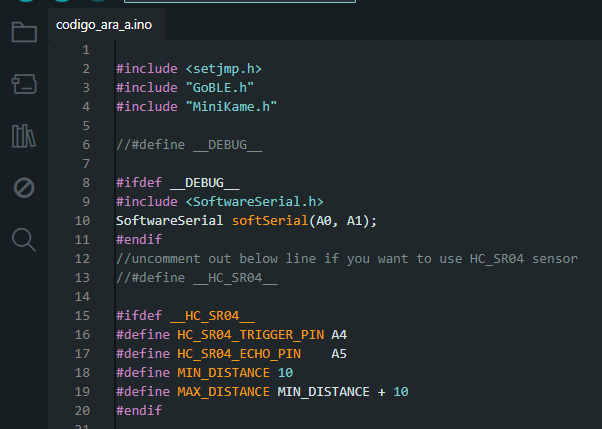 codigo_ara_a.ino
1
2 #include <setjmp.h>
3 #include "GoBLE.h"
4 #include "MiniKame.h"
5
6 //#define __DEBUG__
7
8 #ifdef __DEBUG__
9 #include <SoftwareSerial.h>
10 SoftwareSerial softSerial(A0, A1);
11 #endif
12 //uncomment out below line if you want to use HC_SR04 sensor
13 //#define __HC_SR04__
14
15 #ifdef __HC_SR04__
16 #define HC_SR04_TRIGGER_PIN A4
17 #define HC_SR04_ECHO_PIN    A5
18 #define MIN_DISTANCE 10
19 #define MAX_DISTANCE MIN_DISTANCE + 10
20 #endif